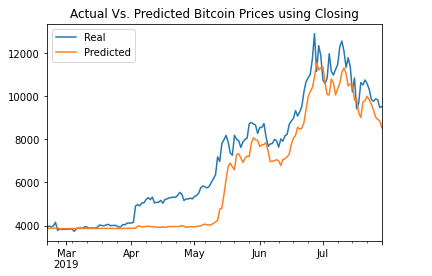 Actual Vs. Predicted Bitcoin Prices using Closing
Real
Predicted
12000
10000
8000
6000
4000
Mar
2019
Apr
May
Jun
Jul